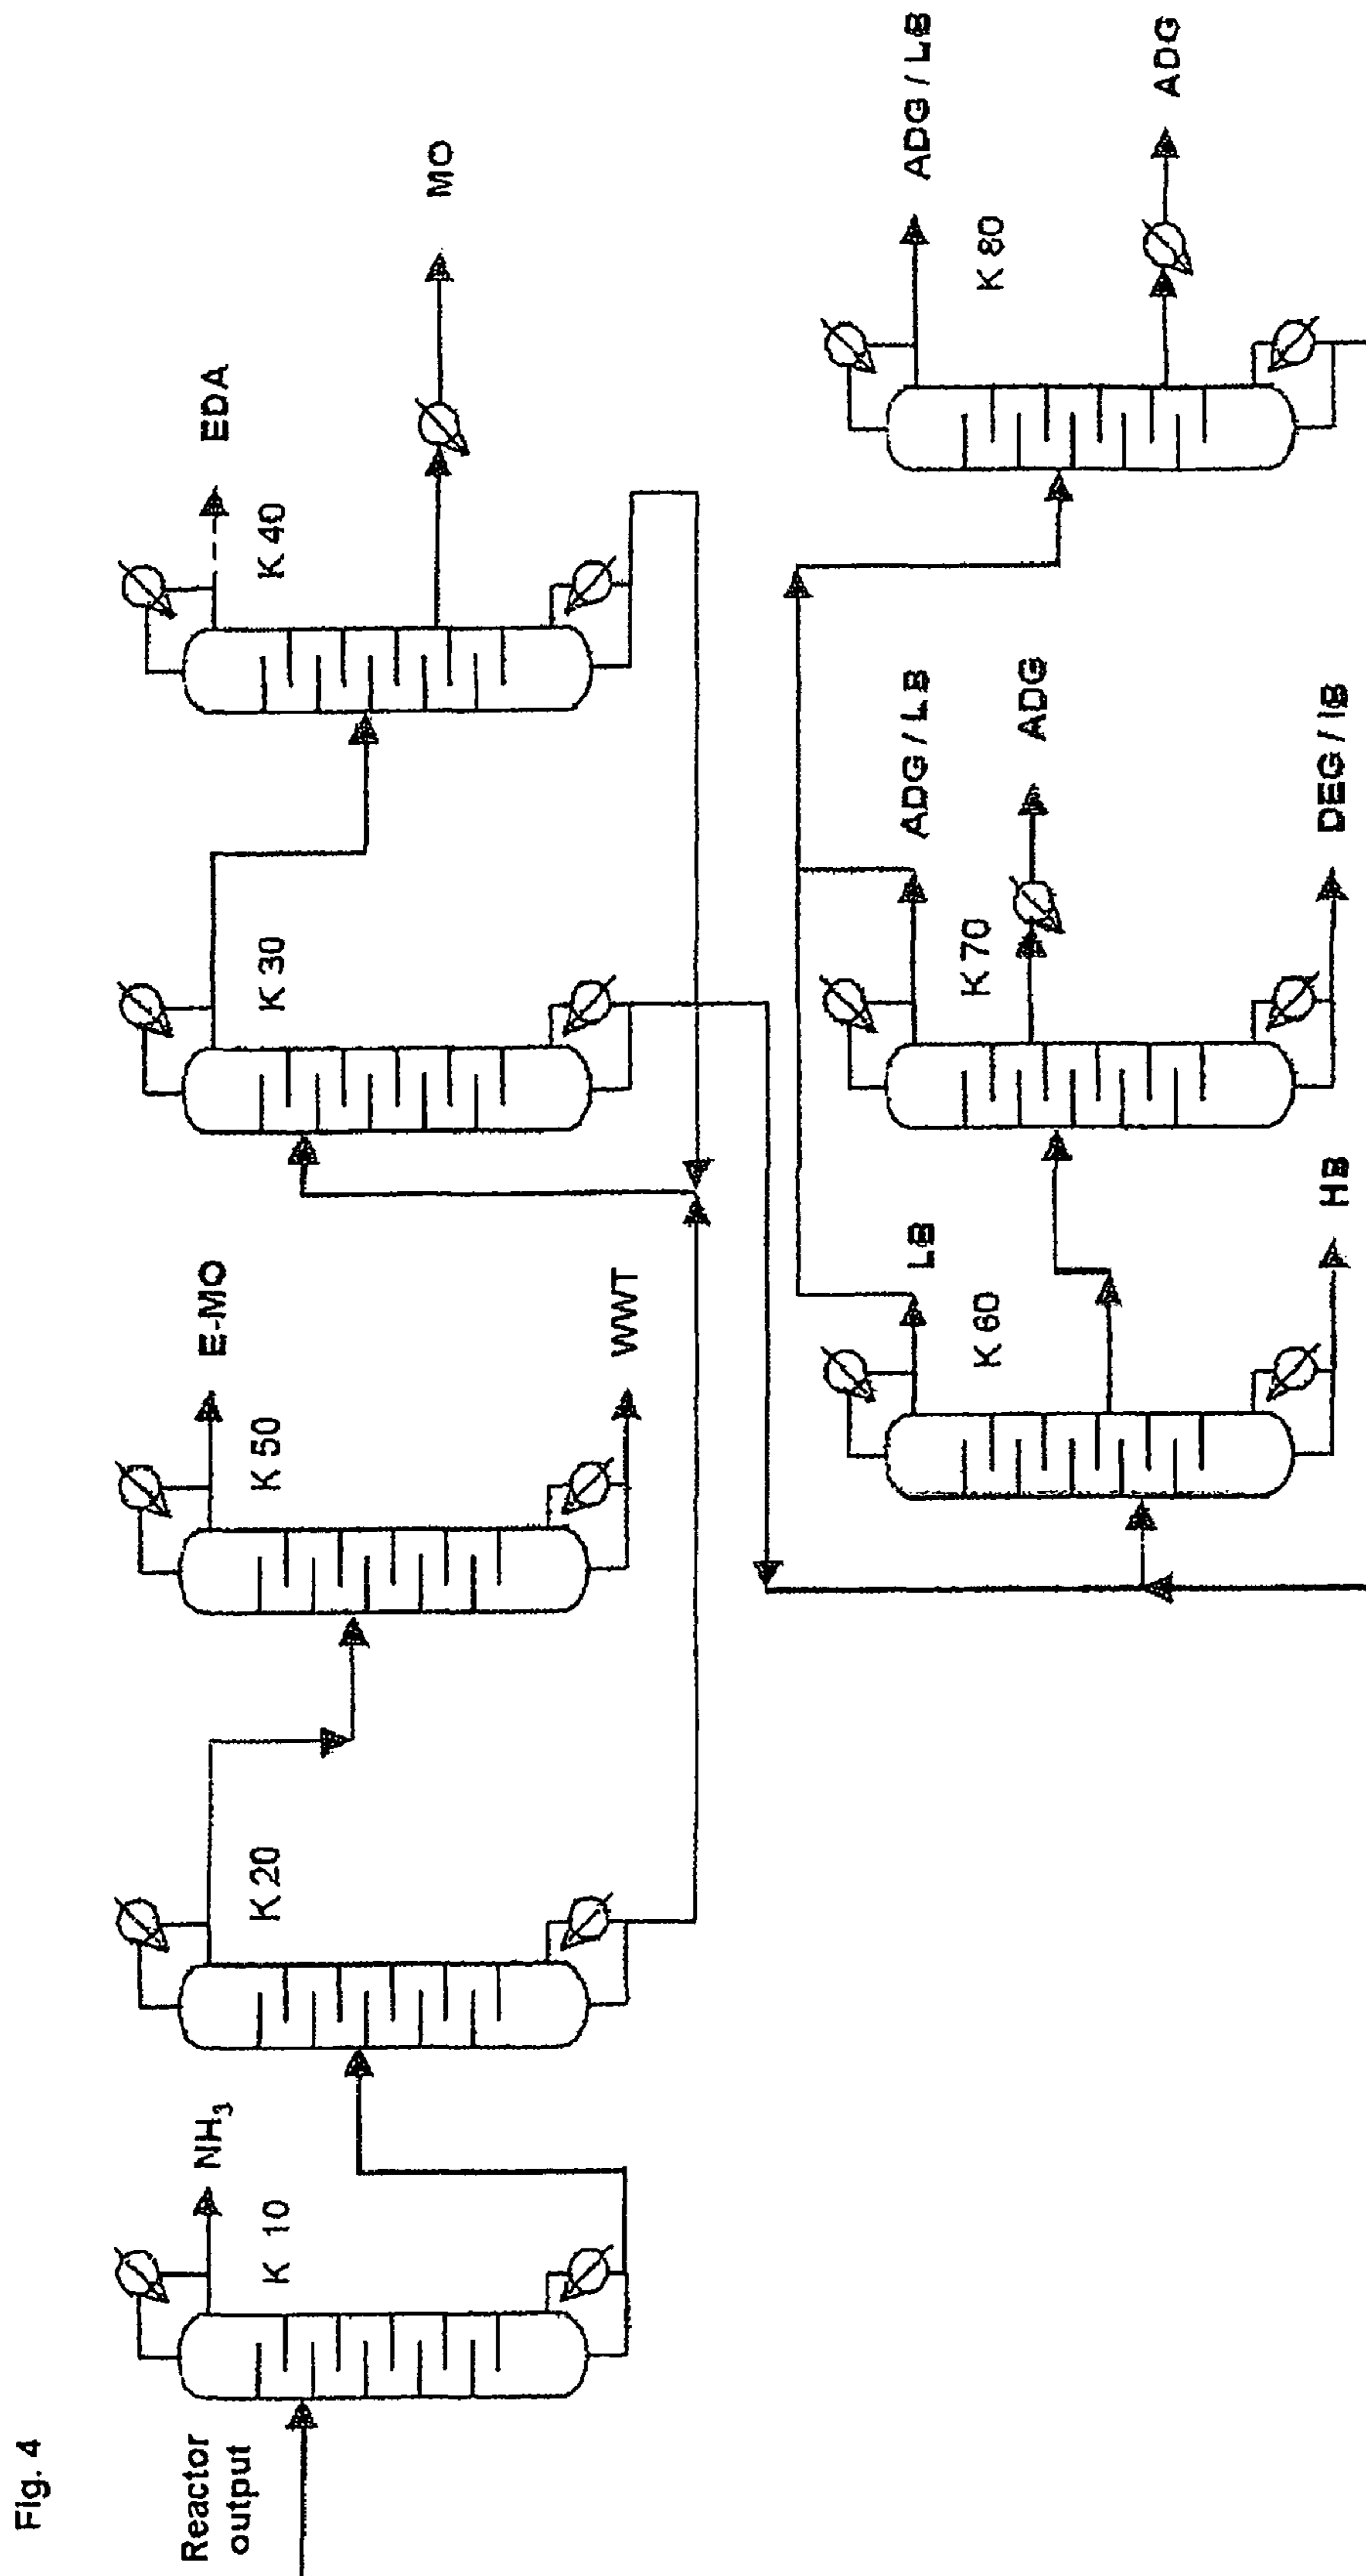 Fig. 4
Reactor
output
NH₃
K 10
K 20
E-MO
K 50
WWT
K 30
EDA
K 40
MO
LB
K 60
HB
ADG / LB
K 70
ADG
DEG / IB
ADG / LB
K 80
ADG